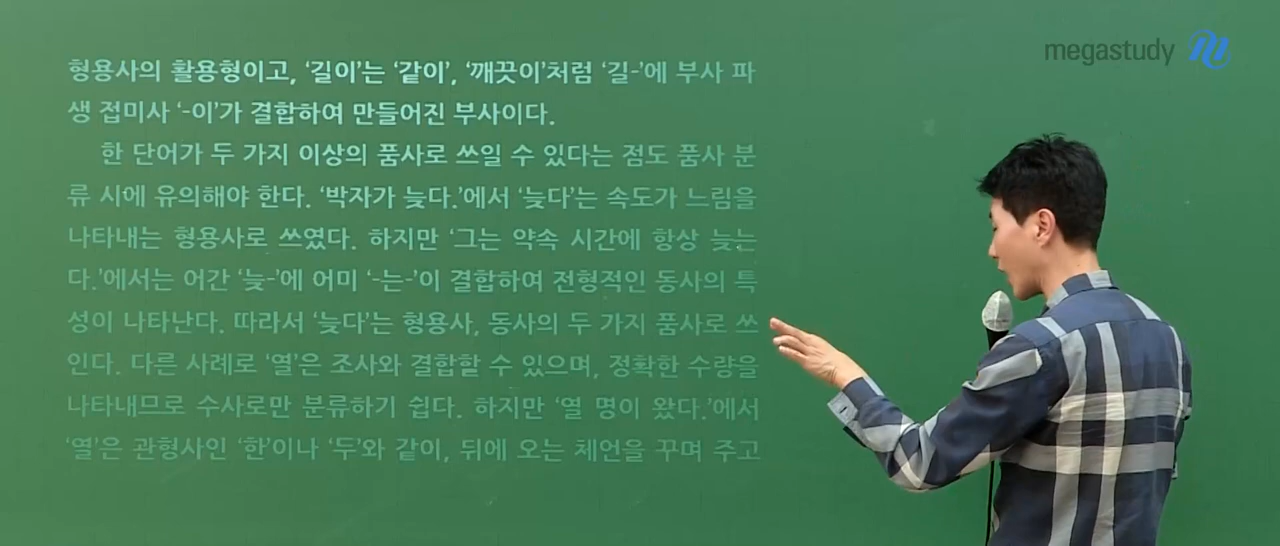 megastudy
형용사의 활용형이고, ‘길이’는 ‘같이’, ‘깨끗이’처럼 ‘길-’에 부사 파
생 접미사 ‘-이’가 결합하여 만들어진 부사이다.
한 단어가 두 가지 이상의 품사로 쓰일 수 있다는 점도 품사 분
류 시에 유의해야 한다. ‘박자가 늦다.’에서 ‘늦다’는 속도가 느림을
나타내는 형용사로 쓰였다. 하지만 ‘그는 약속 시간에 항상 늦는
다.’에서는 어간 ‘늦-’에 어미 ‘-는-’이 결합하여 전형적인 동사의 특
성이 나타난다. 따라서 ‘늦다’는 형용사, 동사의 두 가지 품사로 쓰
인다. 다른 사례로 ‘열’은 조사와 결합할 수 있으며, 정확한 수량을
나타내므로 수사로만 분류하기 쉽다. 하지만 ‘열 명이 왔다.’에서
‘열’은 관형사인 ‘한’이나 ‘두’와 같이, 뒤에 오는 체언을 꾸며 주고